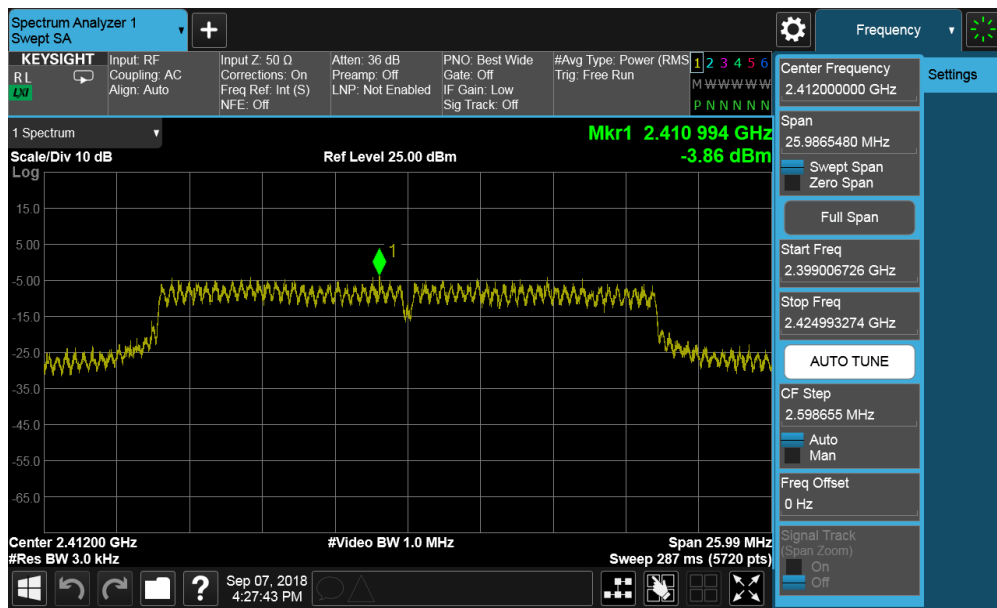 Spectrum Analyzer 1
Swept SA
+
Frequency
KEYSIGHT
R L
LXI
Input: RF
Coupling: AC
Align: Auto
Input Z: 50 Ω
Corrections: On
Freq Ref: Int (S)
NFE: Off
Atten: 36 dB
Preamp: Off
LNP: Not Enabled
PNO: Best Wide
Gate: Off
IF Gain: Low
Sig Track: Off
#Avg Type: Power (RMS
Trig: Free Run
1 2 3 4 5 6
M W W W W W
P N N N N N
1 Spectrum
Scale/Div 10 dB
Ref Level 25.00 dBm
Mkr1 2.410 994 GHz
-3.86 dBm
Log
15.0
5.00
-5.00
-15.0
-25.0
-35.0
-45.0
-55.0
-65.0
1
Center 2.41200 GHz
#Video BW 1.0 MHz
Span 25.99 MHz
#Res BW 3.0 kHz
Sweep 287 ms (5720 pts)
?
Sep 07, 2018
4:27:43 PM
Center Frequency
2.412000000 GHz
Span
25.9865480 MHz
Swept Span
Zero Span
Full Span
Start Freq
2.399006726 GHz
Stop Freq
2.424993274 GHz
AUTO TUNE
CF Step
2.598655 MHz
Auto
Man
Freq Offset
0 Hz
Signal Track
(Span Zoom)
On
Off
Settings